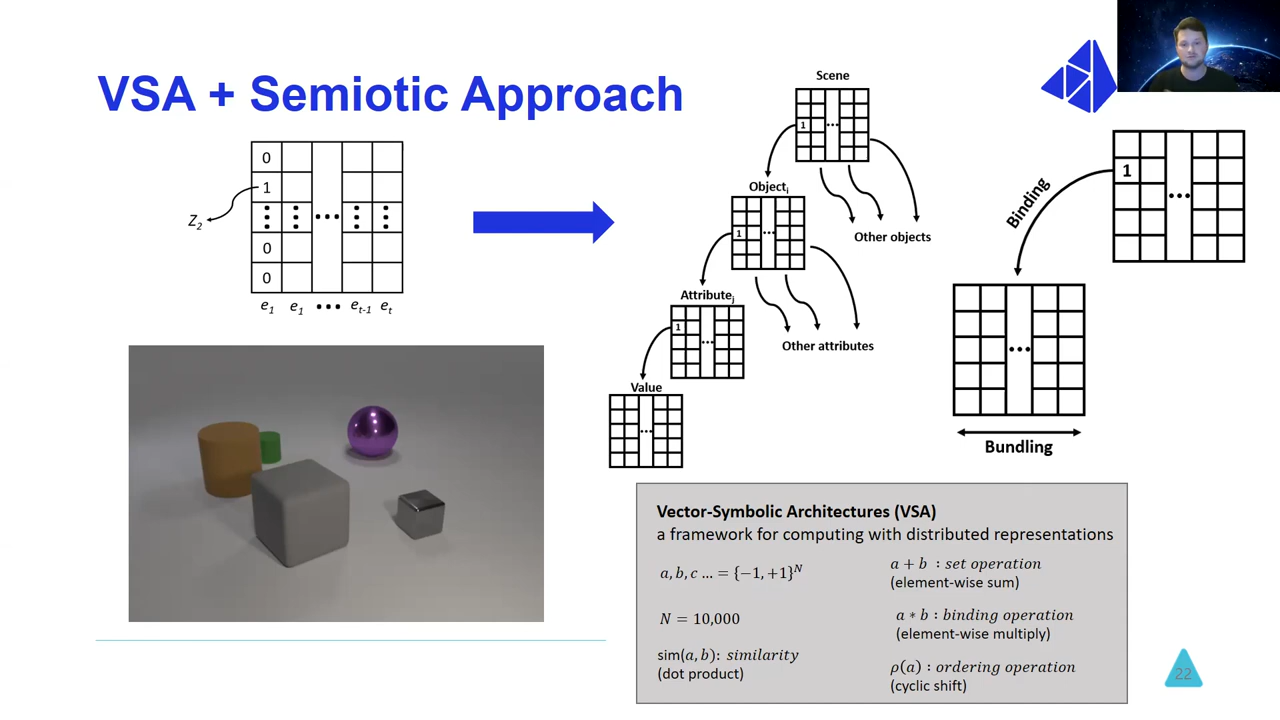 VSA + Semiotic Approach
0
1
Z2
0
0
e1 e1 ••• et-1 et
Scene
1
Objecti
1
Other objects
Attributej
1
Other attributes
Value
Binding
1
Bundling
Vector-Symbolic Architectures (VSA)
a framework for computing with distributed representations
a, b, c ... = {−1, +1}^N
N = 10,000
sim(a, b): similarity
(dot product)
a + b : set operation
(element-wise sum)
a * b : binding operation
(element-wise multiply)
ρ(a) : ordering operation
(cyclic shift)
22